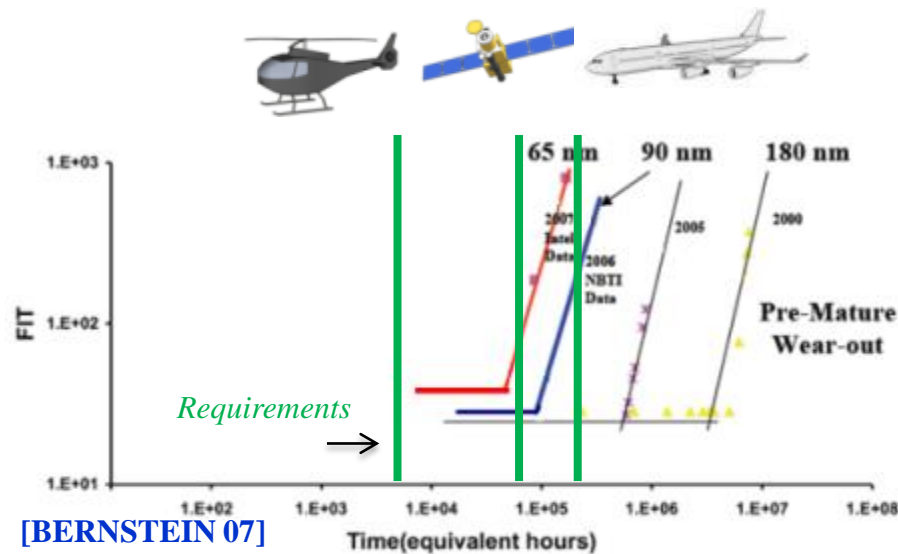 1.E+03
65 nm
90 nm
180 nm
2007
Intel
Data
2006
NBTI
Data
2005
2000
FIT
1.E+02
Pre-Mature
Wear-out
Requirements
1.E+01
1.E+02
1.E+03
1.E+04
1.E+05
1.E+06
1.E+07
1.E+08
[BERNSTEIN 07]
Time(equivalent hours)